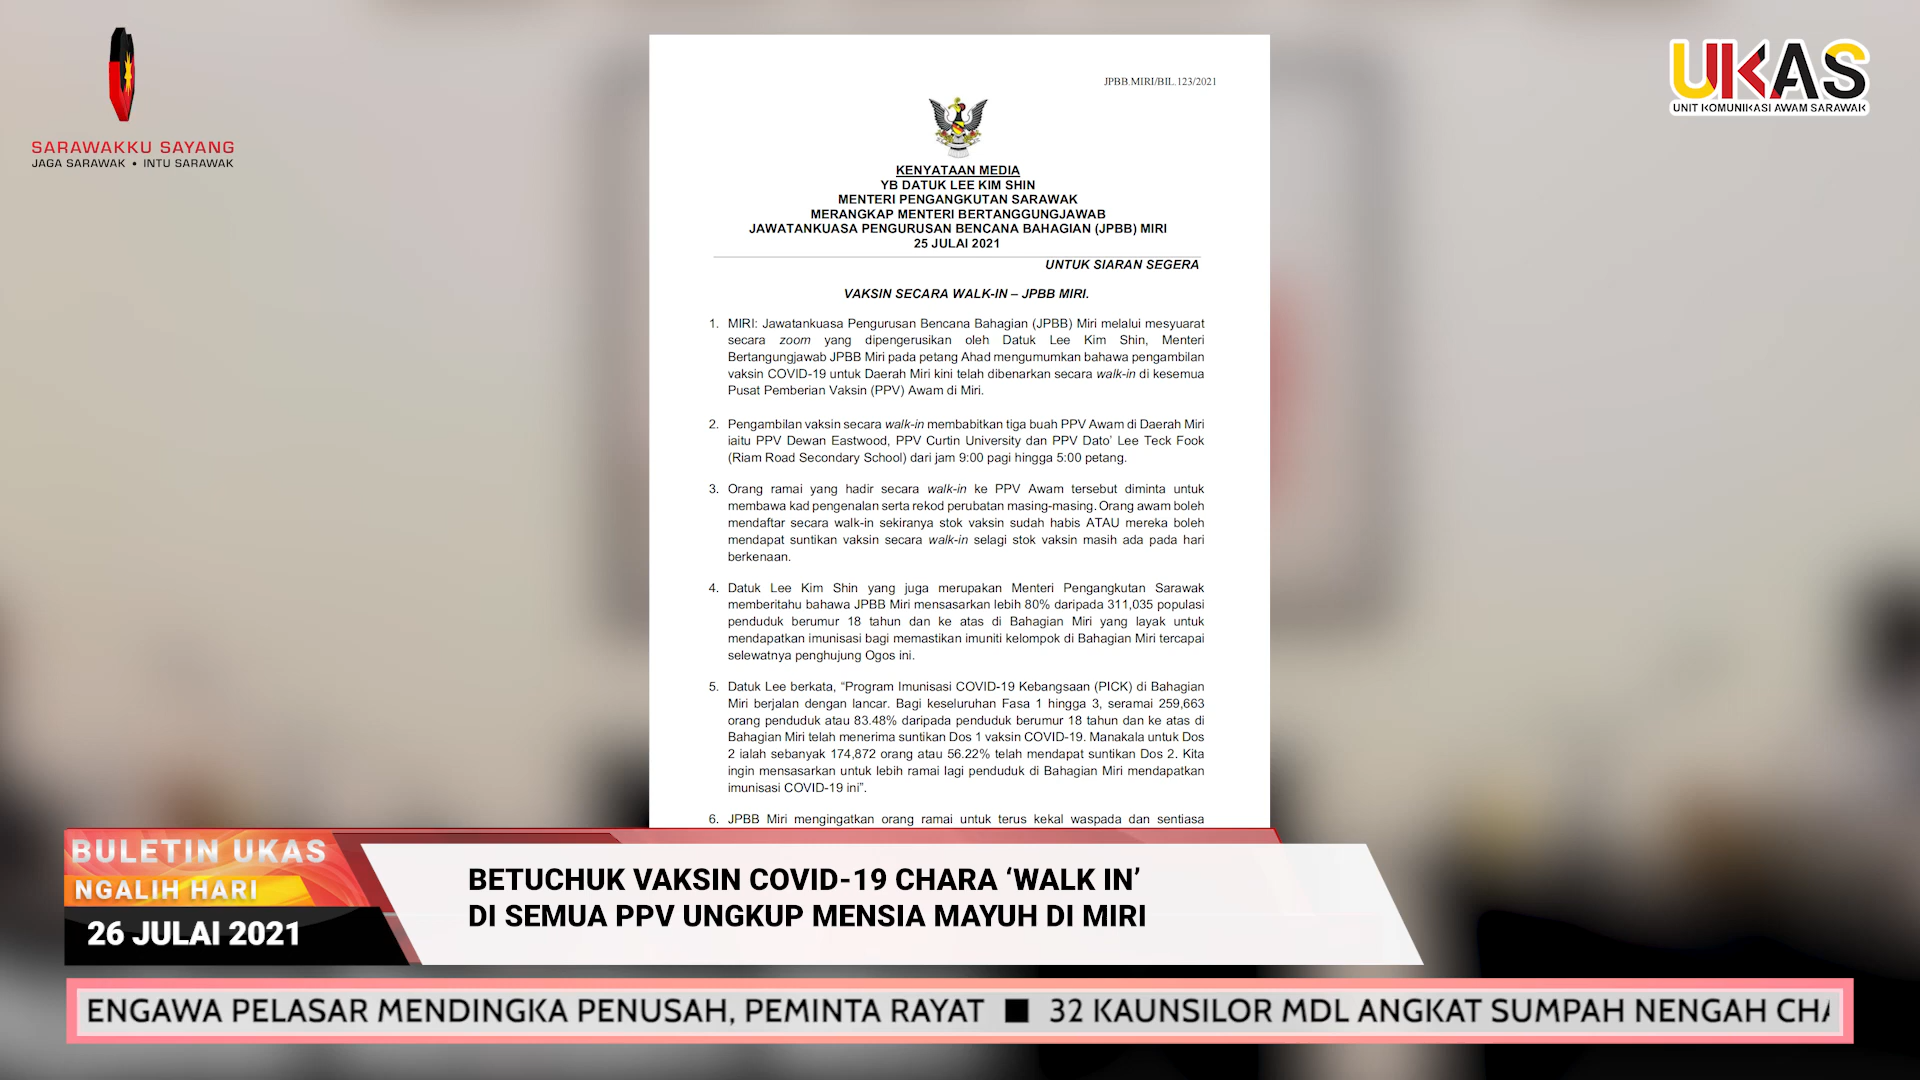 SARAWAKKU SAYANG
JAGA SARAWAK • INTU SARAWAK
UKAS
UNIT KOMUNIKASI AWAM SARAWAK
JPBB.MIRI/BIL.123/2021
KENYATAAN MEDIA
YB DATUK LEE KIM SHIN
MENTERI PENGANGKUTAN SARAWAK
MERANGKAP MENTERI BERTANGGUNGJAWAB
JAWATANKUASA PENGURUSAN BENCANA BAHAGIAN (JPBB) MIRI
25 JULAI 2021
UNTUK SIARAN SEGERA
VAKSIN SECARA WALK-IN – JPBB MIRI.
1. MIRI: Jawatankuasa Pengurusan Bencana Bahagian (JPBB) Miri melalui mesyuarat
secara zoom yang dipengerusikan oleh Datuk Lee Kim Shin, Menteri
Bertangungjawab JPBB Miri pada petang Ahad mengumumkan bahawa pengambilan
vaksin COVID-19 untuk Daerah Miri kini telah dibenarkan secara walk-in di kesemua
Pusat Pemberian Vaksin (PPV) Awam di Miri.
2. Pengambilan vaksin secara walk-in membabitkan tiga buah PPV Awam di Daerah Miri
iaitu PPV Dewan Eastwood, PPV Curtin University dan PPV Dato’ Lee Teck Fook
(Riam Road Secondary School) dari jam 9:00 pagi hingga 5:00 petang.
3. Orang ramai yang hadir secara walk-in ke PPV Awam tersebut diminta untuk
membawa kad pengenalan serta rekod perubatan masing-masing. Orang awam boleh
mendaftar secara walk-in sekiranya stok vaksin sudah habis ATAU mereka boleh
mendapat suntikan vaksin secara walk-in selagi stok vaksin masih ada pada hari
berkenaan.
4. Datuk Lee Kim Shin yang juga merupakan Menteri Pengangkutan Sarawak
memberitahu bahawa JPBB Miri mensasarkan lebih 80% daripada 311,035 populasi
penduduk berumur 18 tahun dan ke atas di Bahagian Miri yang layak untuk
mendapatkan imunisasi bagi memastikan imuniti kelompok di Bahagian Miri tercapai
selewatnya penghujung Ogos ini.
5. Datuk Lee berkata, “Program Imunisasi COVID-19 Kebangsaan (PICK) di Bahagian
Miri berjalan dengan lancar. Bagi keseluruhan Fasa 1 hingga 3, seramai 259,663
orang penduduk atau 83.48% daripada penduduk berumur 18 tahun dan ke atas di
Bahagian Miri telah menerima suntikan Dos 1 vaksin COVID-19. Manakala untuk Dos
2 ialah sebanyak 174,872 orang atau 56.22% telah mendapat suntikan Dos 2. Kita
ingin mensasarkan untuk lebih ramai lagi penduduk di Bahagian Miri mendapatkan
imunisasi COVID-19 ini”.
6. JPBB Miri mengingatkan orang ramai untuk terus kekal waspada dan sentiasa
BULETIN UKAS
NGALIH HARI
26 JULAI 2021
BETUCHUK VAKSIN COVID-19 CHARA ‘WALK IN’
DI SEMUA PPV UNGKUP MENSIA MAYUH DI MIRI
ENGAWA PELASAR MENDINGKA PENUSAH, PEMINTA RAYAT ■ 32 KAUNSILOR MDL ANGKAT SUMPAH NENGAH CHA